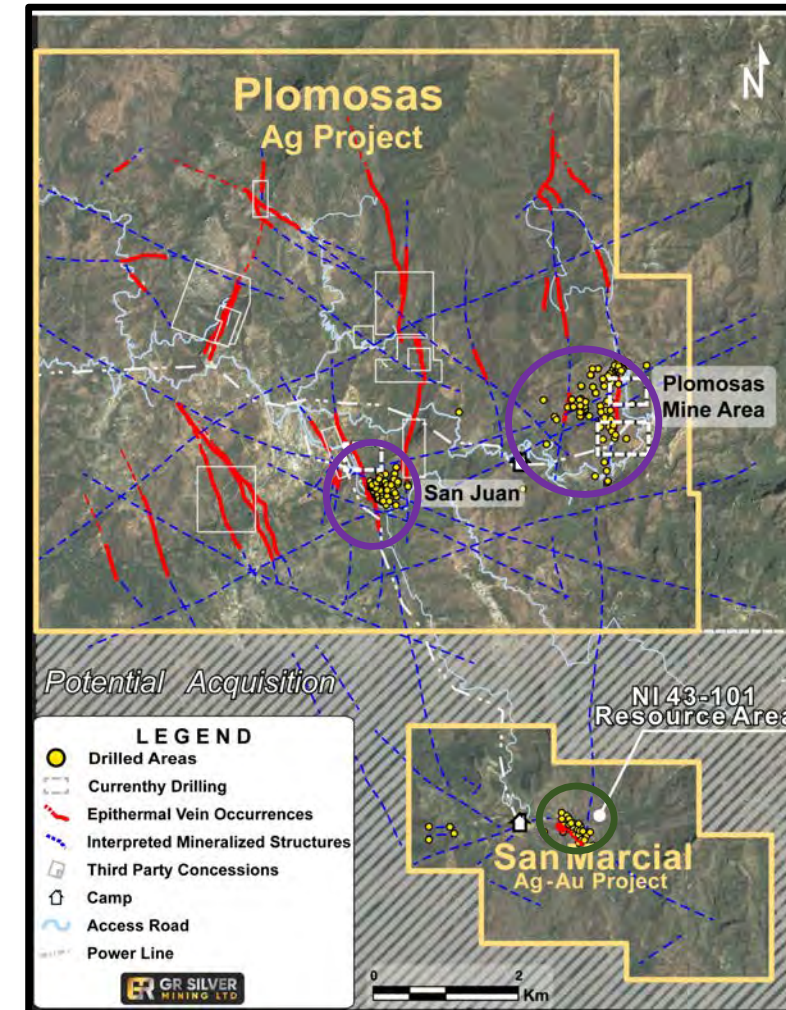 Plomosas
Ag Project
N
Plomosas
Mine Area
San Juan
Potential Acquisition
NI 43-101
Resource Area
LEGEND
Drilled Areas
Currenthy Drilling
Epithermal Vein Occurrences
Interpreted Mineralized Structures
Third Party Concessions
Camp
Access Road
Power Line
GR SILVER
MINING LTD
San Marcial
Ag-Au Project
0 2
Km